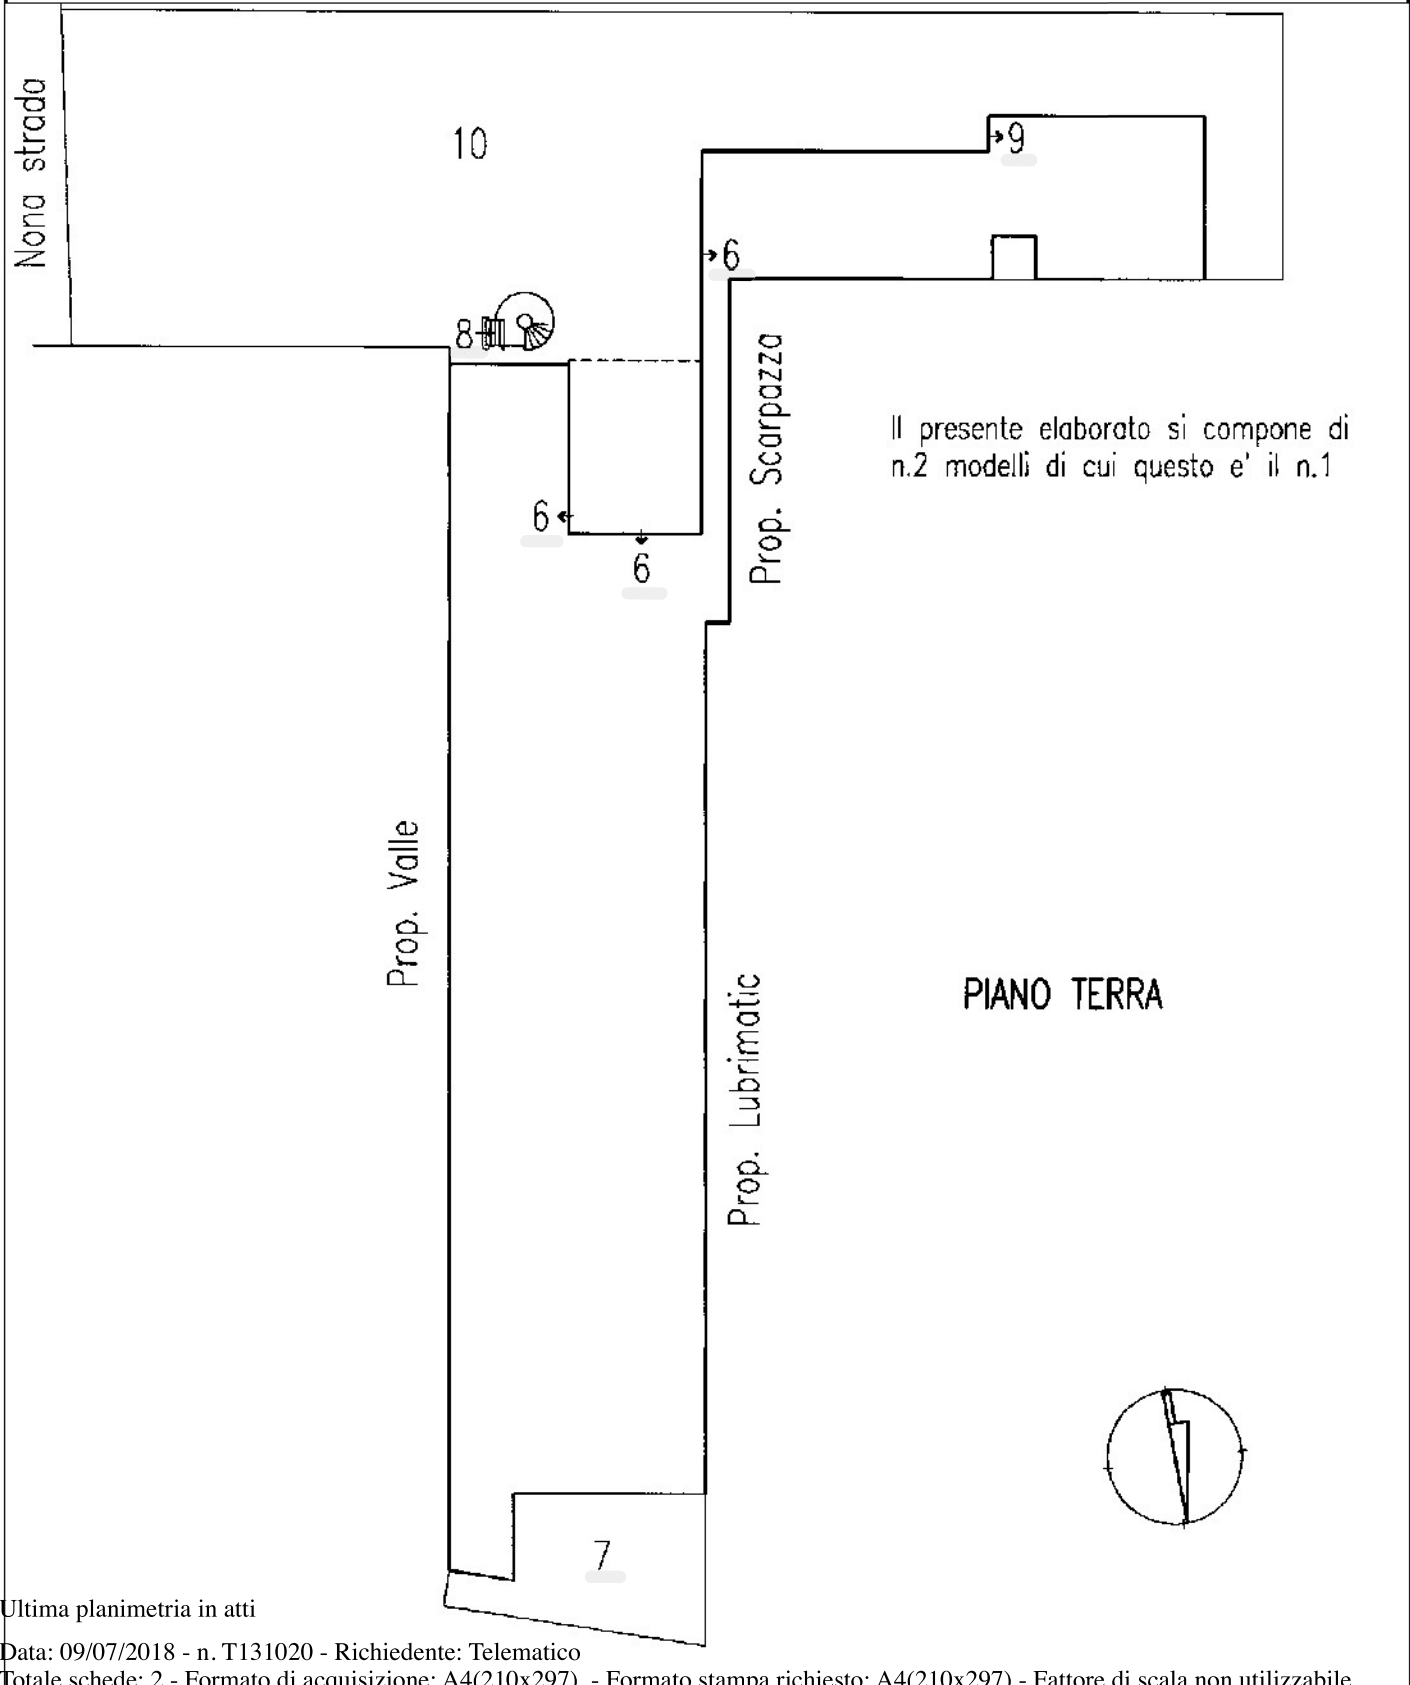 Nona strada
10
9
6
8
Prop. Scarpazza
Il presente elaborato si compone di
n.2 modelli di cui questo e' il n.1
6
6
Prop. Valle
Prop. Lubrimatic
PIANO TERRA
7
Ultima planimetria in atti
Data: 09/07/2018 - n. T131020 - Richiedente: Telematico
Totale schede: 2 - Formato di acquisizione: A4(210x297) - Formato stampa richiesto: A4(210x297) - Fattore di scala non utilizzabile